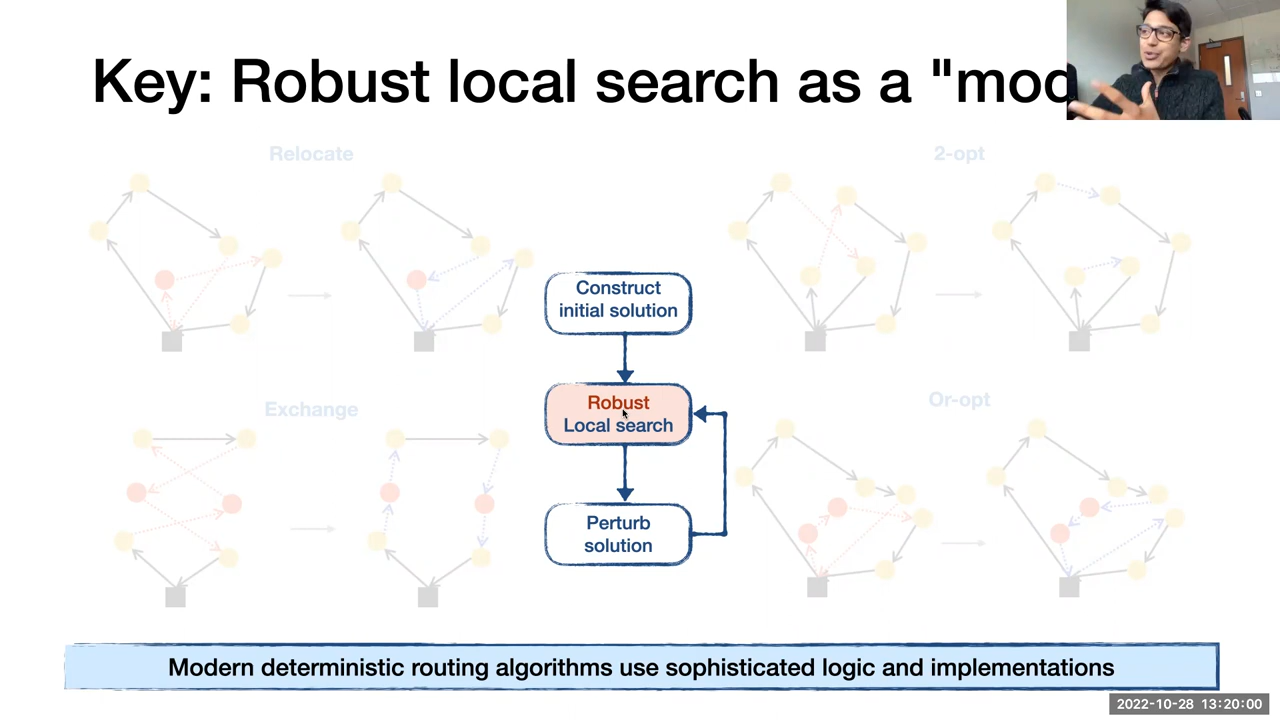 Key: Robust local search as a "mod
Relocate
2-opt
Construct
initial solution
Robust
Local search
Exchange
Or-opt
Perturb
solution
Modern deterministic routing algorithms use sophisticated logic and implementations
2022-10-28 13:20:00